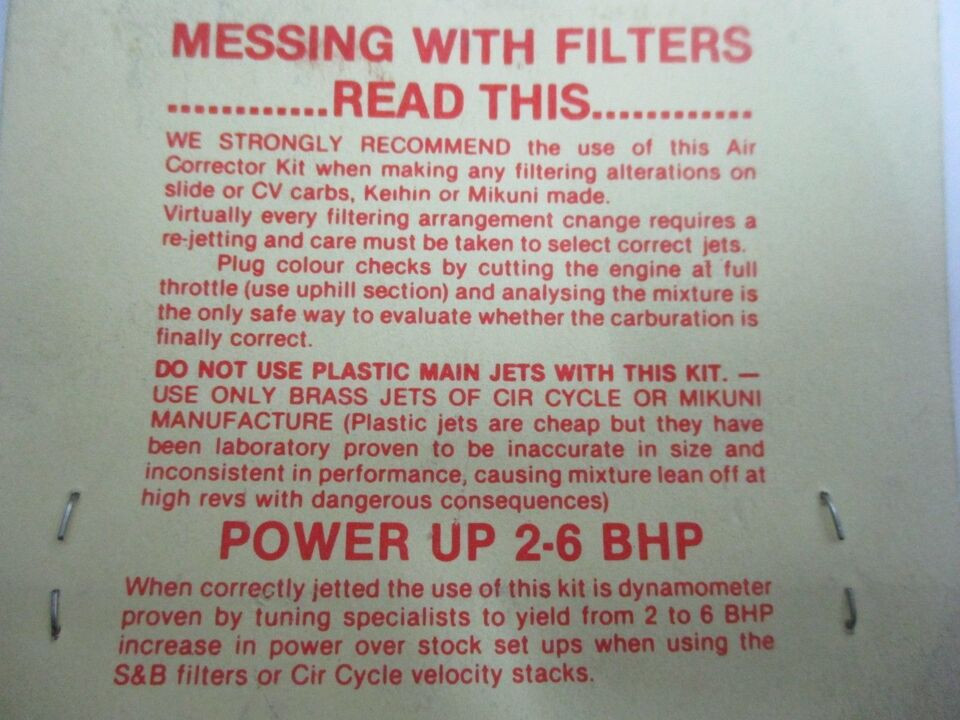 MESSING WITH FILTERS
............READ THIS............
WE STRONGLY RECOMMEND the use of this Air
Corrector Kit when making any filtering alterations on
slide or CV carbs, Keihin or Mikuni made.
Virtually every filtering arrangement cnange requires a
re-jetting and care must be taken to select correct jets.
Plug colour checks by cutting the engine at full
throttle (use uphill section) and analysing the mixture is
the only safe way to evaluate whether the carburation is
finally correct.
DO NOT USE PLASTIC MAIN JETS WITH THIS KIT. —
USE ONLY BRASS JETS OF CIR CYCLE OR MIKUNI
MANUFACTURE (Plastic jets are cheap but they have
been laboratory proven to be inaccurate in size and
inconsistent in performance, causing mixture lean off at
high revs with dangerous consequences)
POWER UP 2-6 BHP
When correctly jetted the use of this kit is dynamometer
proven by tuning specialists to yield from 2 to 6 BHP
increase in power over stock set ups when using the
S&B filters or Cir Cycle velocity stacks.